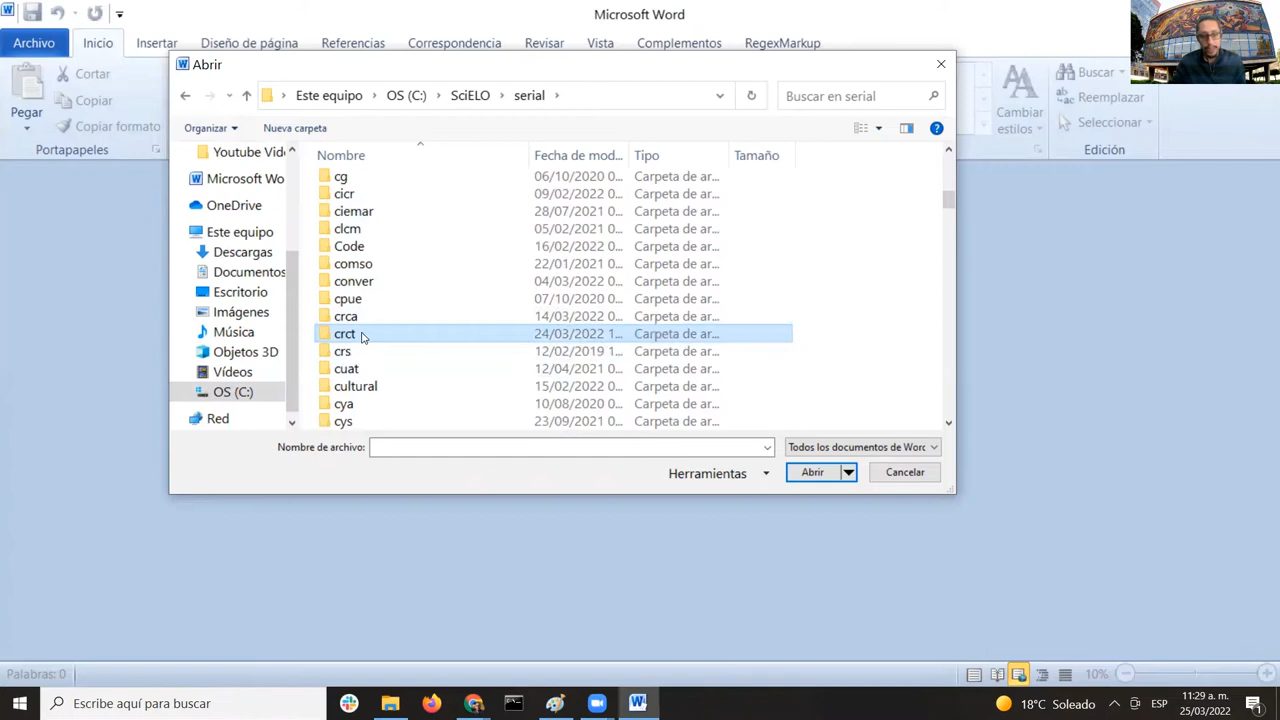 Microsoft Word
Archivo
Inicio
Insertar
Diseño de página
Referencias
Correspondencia
Revisar
Vista
Complementos
RegexMarkup
Pegar
Cortar
Copiar
Copiar formato
Portapapeles
Cambiar
estilos
Buscar
Reemplazar
Seleccionar
Edición
Abrir
Este equipo
OS (C:)
SciELO
serial
Buscar en serial
Organizar
Nueva carpeta
Youtube Vide
Microsoft Wo
OneDrive
Este equipo
Descargas
Documentos
Escritorio
Imágenes
Música
Objetos 3D
Vídeos
OS (C:)
Red
Nombre Fecha de mod... Tipo Tamaño
cg 06/10/2020 0... Carpeta de ar...
cicr 09/02/2022 0... Carpeta de ar...
ciemar 28/07/2021 0... Carpeta de ar...
clcm 05/02/2021 0... Carpeta de ar...
Code 16/02/2022 0... Carpeta de ar...
comso 22/01/2021 0... Carpeta de ar...
conver 04/03/2022 0... Carpeta de ar...
cpue 07/10/2020 0... Carpeta de ar...
crca 14/03/2022 0... Carpeta de ar...
crct 24/03/2022 1... Carpeta de ar...
crs 12/02/2019 1... Carpeta de ar...
cuat 12/04/2021 0... Carpeta de ar...
cultural 15/02/2022 0... Carpeta de ar...
cya 10/08/2020 0... Carpeta de ar...
cys 23/09/2021 0... Carpeta de ar...
Nombre de archivo:
Todos los documentos de Worc
Herramientas
Abrir
Cancelar
Palabras: 0
10%
Escribe aquí para buscar
18°C Soleado
ESP
11:29 a. m.
25/03/2022
1